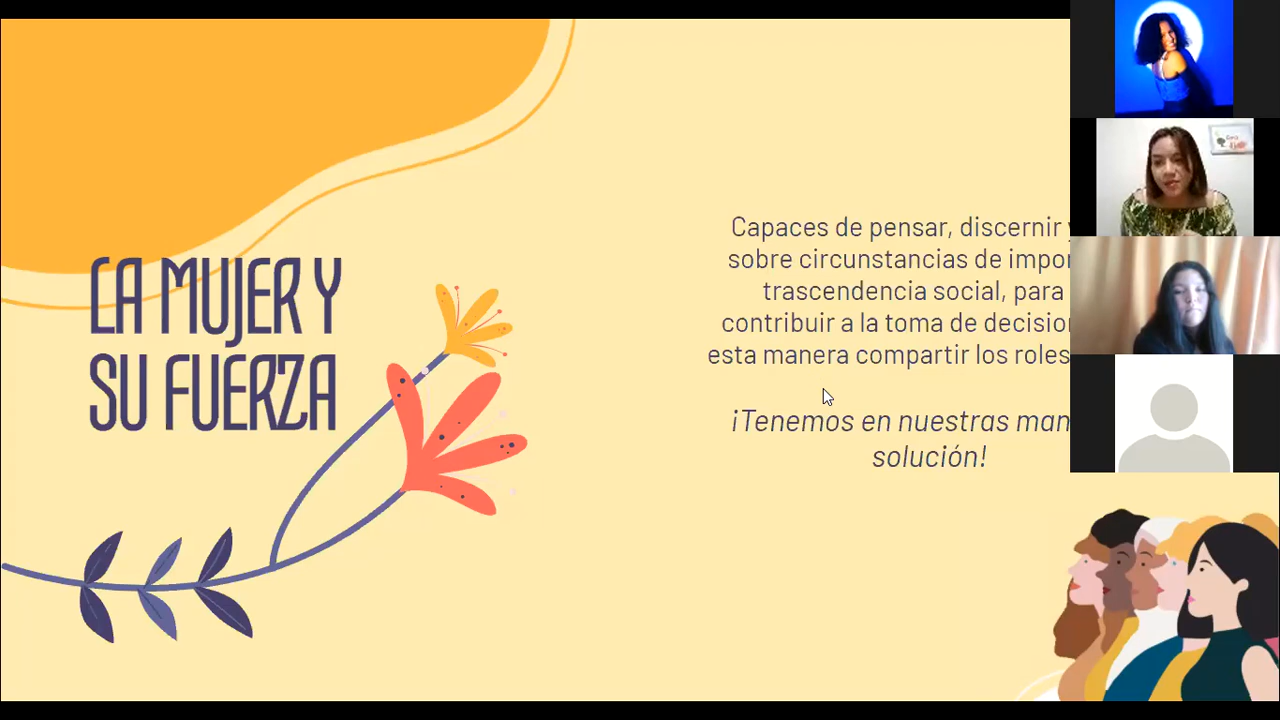 LA MUJER Y
SU FUERZA
Capaces de pensar, discernir
sobre circunstancias de
trascendencia social, para
contribuir a la toma de
esta manera compartir los roles
¡Tenemos en nuestras
solución!